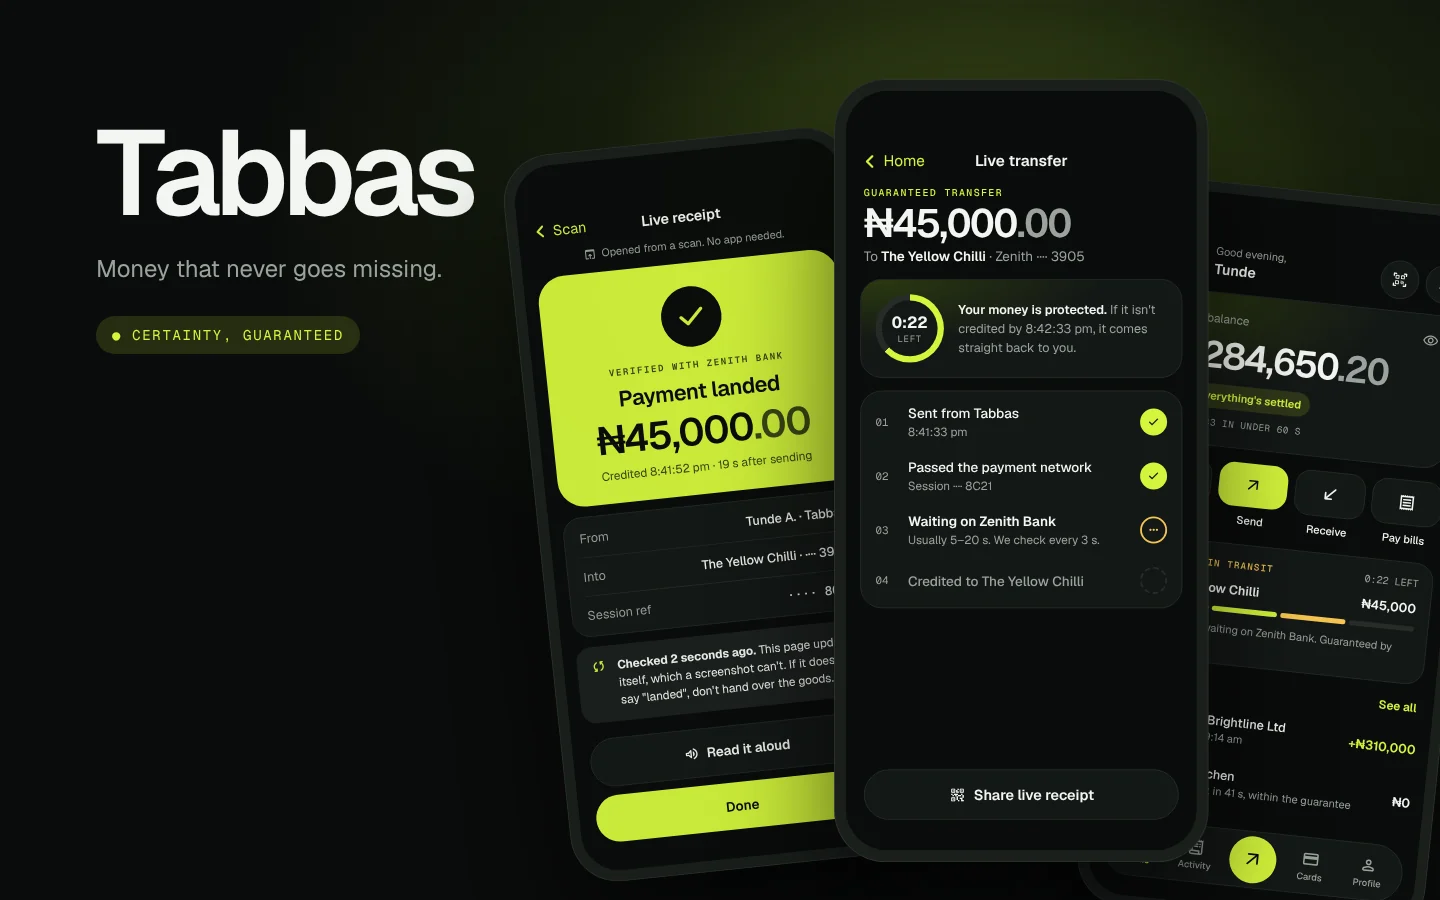 Tabbas
Money that never goes missing.
CERTAINTY, GUARANTEED
Scan
Live receipt
Opened from a scan. No app needed.
VERIFIED WITH ZENITH BANK
Payment landed
₦45,000.00
Credited 8:41:52 pm · 19 s after sending
From
Tunde A. · Tabb
Into
The Yellow Chilli · ···· 39
Session ref
····
Checked 2 seconds ago. This page upd
itself, which a screenshot can't. If it does
say "landed", don't hand over the goods.
Read it aloud
Done
Home
Live transfer
GUARANTEED TRANSFER
₦45,000.00
To The Yellow Chilli · Zenith ···· 3905
0:22
LEFT
Your money is protected. If it isn't
credited by 8:42:33 pm, it comes
straight back to you.
01
Sent from Tabbas
8:41:33 pm
02
Passed the payment network
Session ···· 8C21
03
Waiting on Zenith Bank
Usually 5–20 s. We check every 3 s.
04
Credited to The Yellow Chilli
Share live receipt
Good evening,
Tunde
balance
284,650.20
verything's settled
3 IN UNDER 60 S
Send
Receive
Pay bills
IN TRANSIT
0:22 LEFT
ow Chilli
₦45,000
aiting on Zenith Bank. Guaranteed by
See all
Brightline Ltd
9:14 am
+₦310,000
chen
in 41 s, within the guarantee
₦0
Activity
Cards
Profile